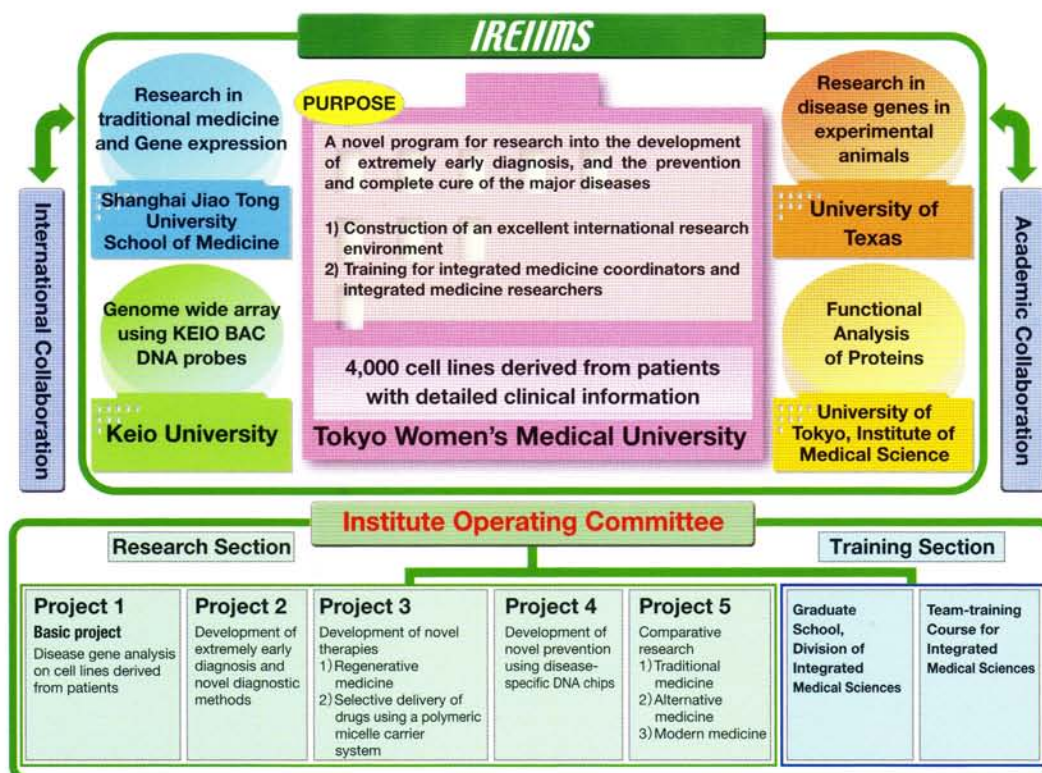 IREIIMS
Research in
traditional medicine
and Gene expression
Shanghai Jiao Tong
University
School of Medicine
Genome wide array
using KEIO BAC
DNA probes
Keio University
International Collaboration
PURPOSE
A novel program for research into the development
of extremely early diagnosis, and the prevention
and complete cure of the major diseases
1) Construction of an excellent international research
environment
2) Training for integrated medicine coordinators and
integrated medicine researchers
4,000 cell lines derived from patients
with detailed clinical information
Tokyo Women's Medical University
Research in
disease genes in
experimental
animals
University of
Texas
Functional
Analysis
of Proteins
University of
Tokyo, Institute of
Medical Science
Academic Collaboration
Institute Operating Committee
Research Section
Training Section
Project 1
Basic project
Disease gene analysis
on cell lines derived
from patients
Project 2
Development of
extremely early
diagnosis and
novel diagnostic
methods
Project 3
Development of novel
therapies
1) Regenerative
medicine
2) Selective delivery of
drugs using a polymeric
micelle carrier
system
Project 4
Development of
novel prevention
using disease-
specific DNA chips
Project 5
Comparative
research
1) Traditional
medicine
2) Alternative
medicine
3) Modern medicine
Graduate
School,
Division of
Integrated
Medical Sciences
Team-training
Course for
Integrated
Medical Sciences